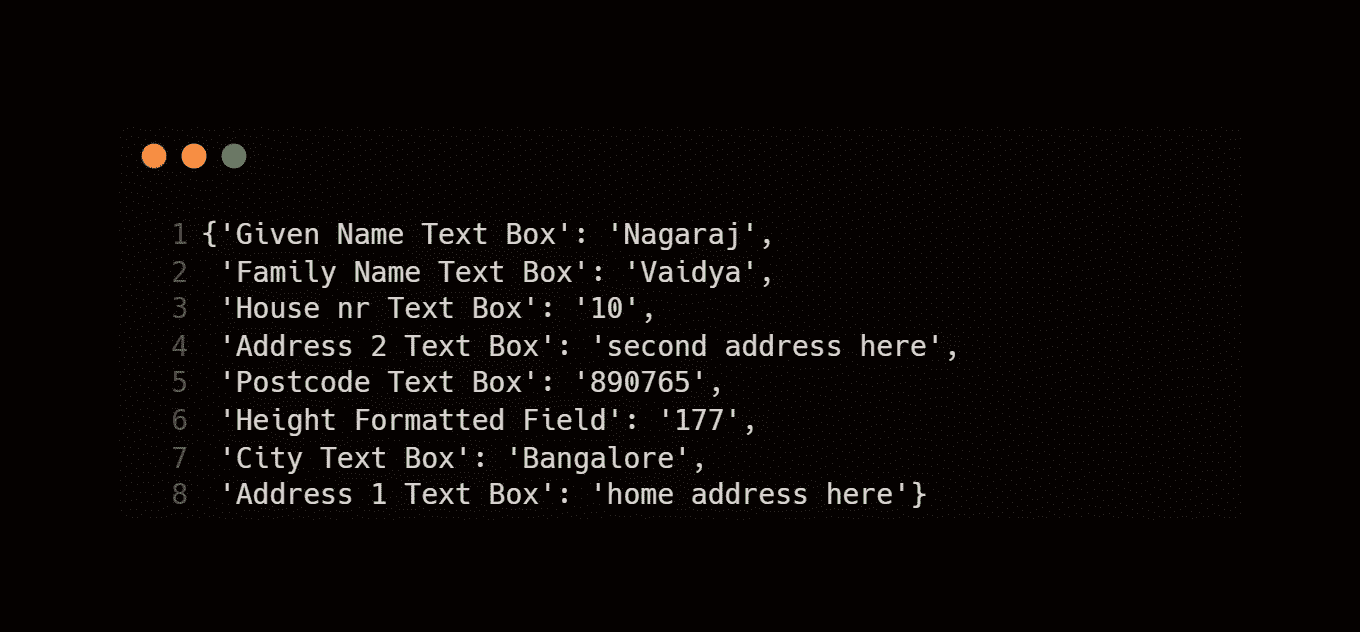 1 {'Given Name Text Box': 'Nagaraj',
2 'Family Name Text Box': 'Vaidya',
3 'House nr Text Box': '10',
4 'Address 2 Text Box': 'second address here',
5 'Postcode Text Box': '890765',
6 'Height Formatted Field': '177',
7 'City Text Box': 'Bangalore',
8 'Address 1 Text Box': 'home address here'}